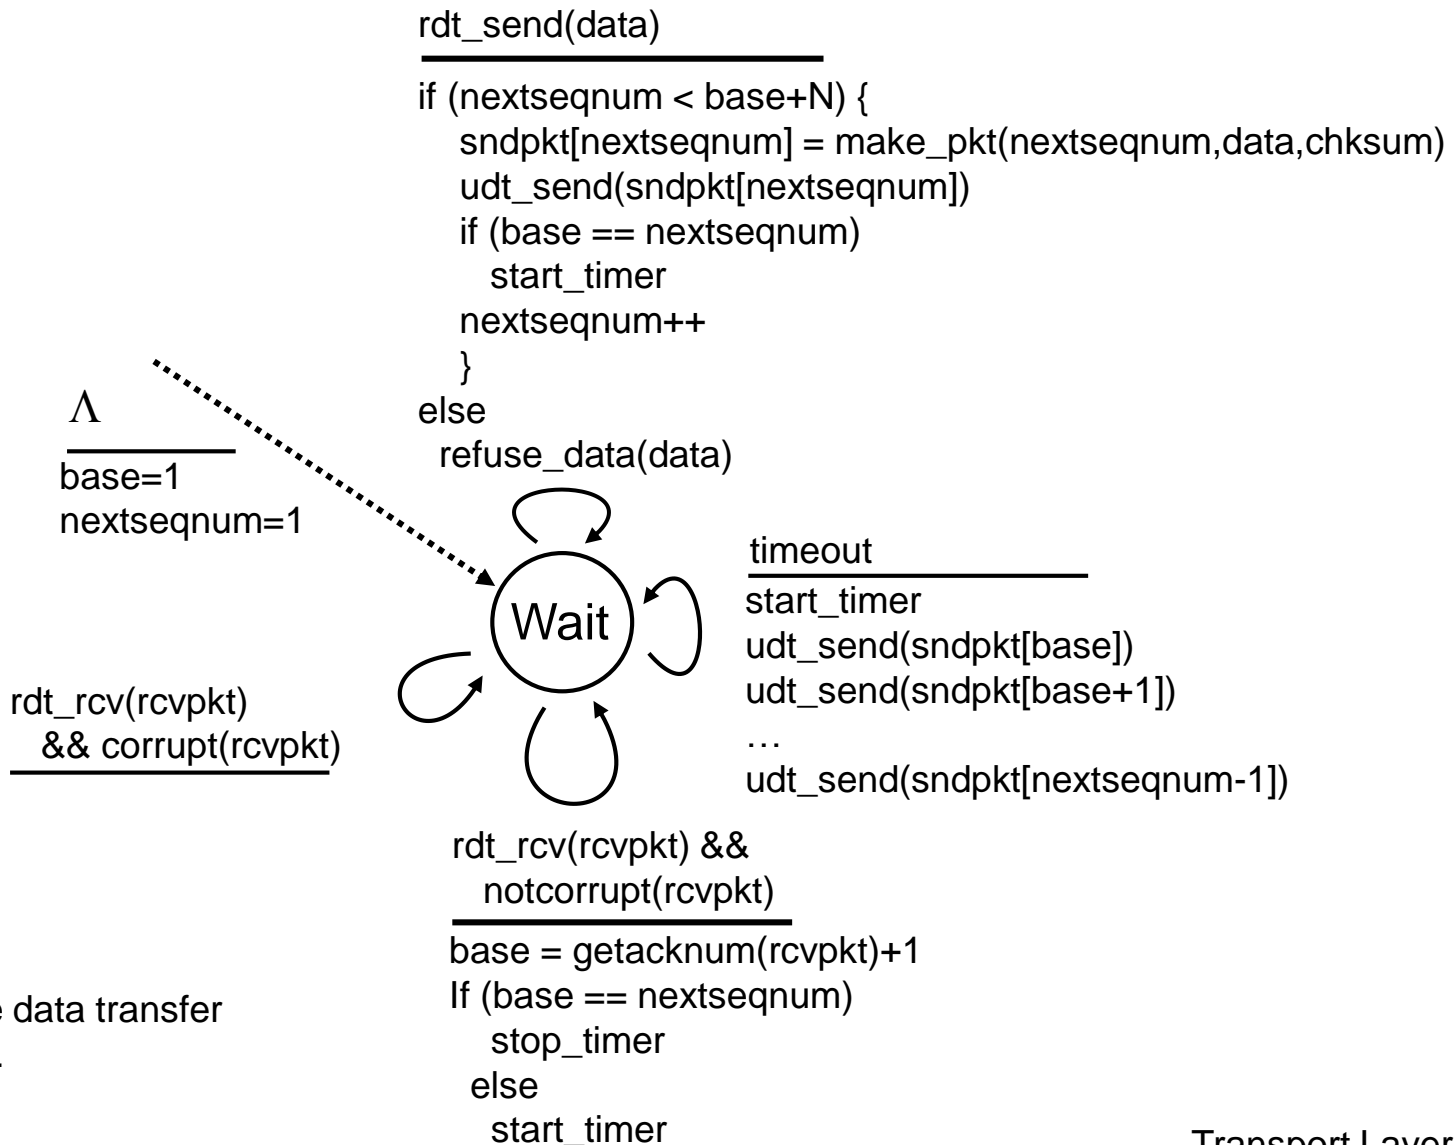 rdt_send(data)
if (nextseqnum < base+N) {
sndpkt[nextseqnum] = make_pkt(nextseqnum,data,chksum)
udt_send(sndpkt[nextseqnum])
if (base == nextseqnum)
start_timer
nextseqnum++
}
else
refuse_data(data)
Λ
base=1
nextseqnum=1
Wait
timeout
start_timer
udt_send(sndpkt[base])
udt_send(sndpkt[base+1])
…
udt_send(sndpkt[nextseqnum-1])
rdt_rcv(rcvpkt)
&& corrupt(rcvpkt)
rdt_rcv(rcvpkt) &&
notcorrupt(rcvpkt)
base = getacknum(rcvpkt)+1
If (base == nextseqnum)
stop_timer
else
start_timer
data transfer
Transport Layer